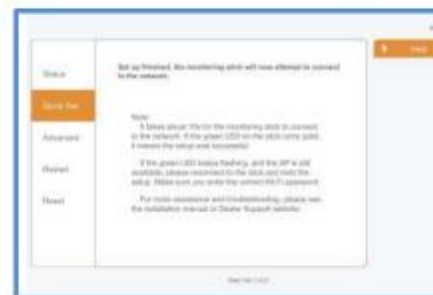 Help
Status
Set up finished, the monitoring stick will now attempt to connect
to the network.
Quick Set
Note:
It takes about 10s for the monitoring stick to connect
to the network. If the green LED on the stick turns solid,
it means the setup was successful.
Advanced
If the green LED keeps flashing, and the AP is still
available, please reconnect to the stick and redo the
setup. Make sure you enter the correct Wi-Fi password.
Restart
For more assistance and troubleshooting, please see
the installation manual or Dealer Support website.
Reset